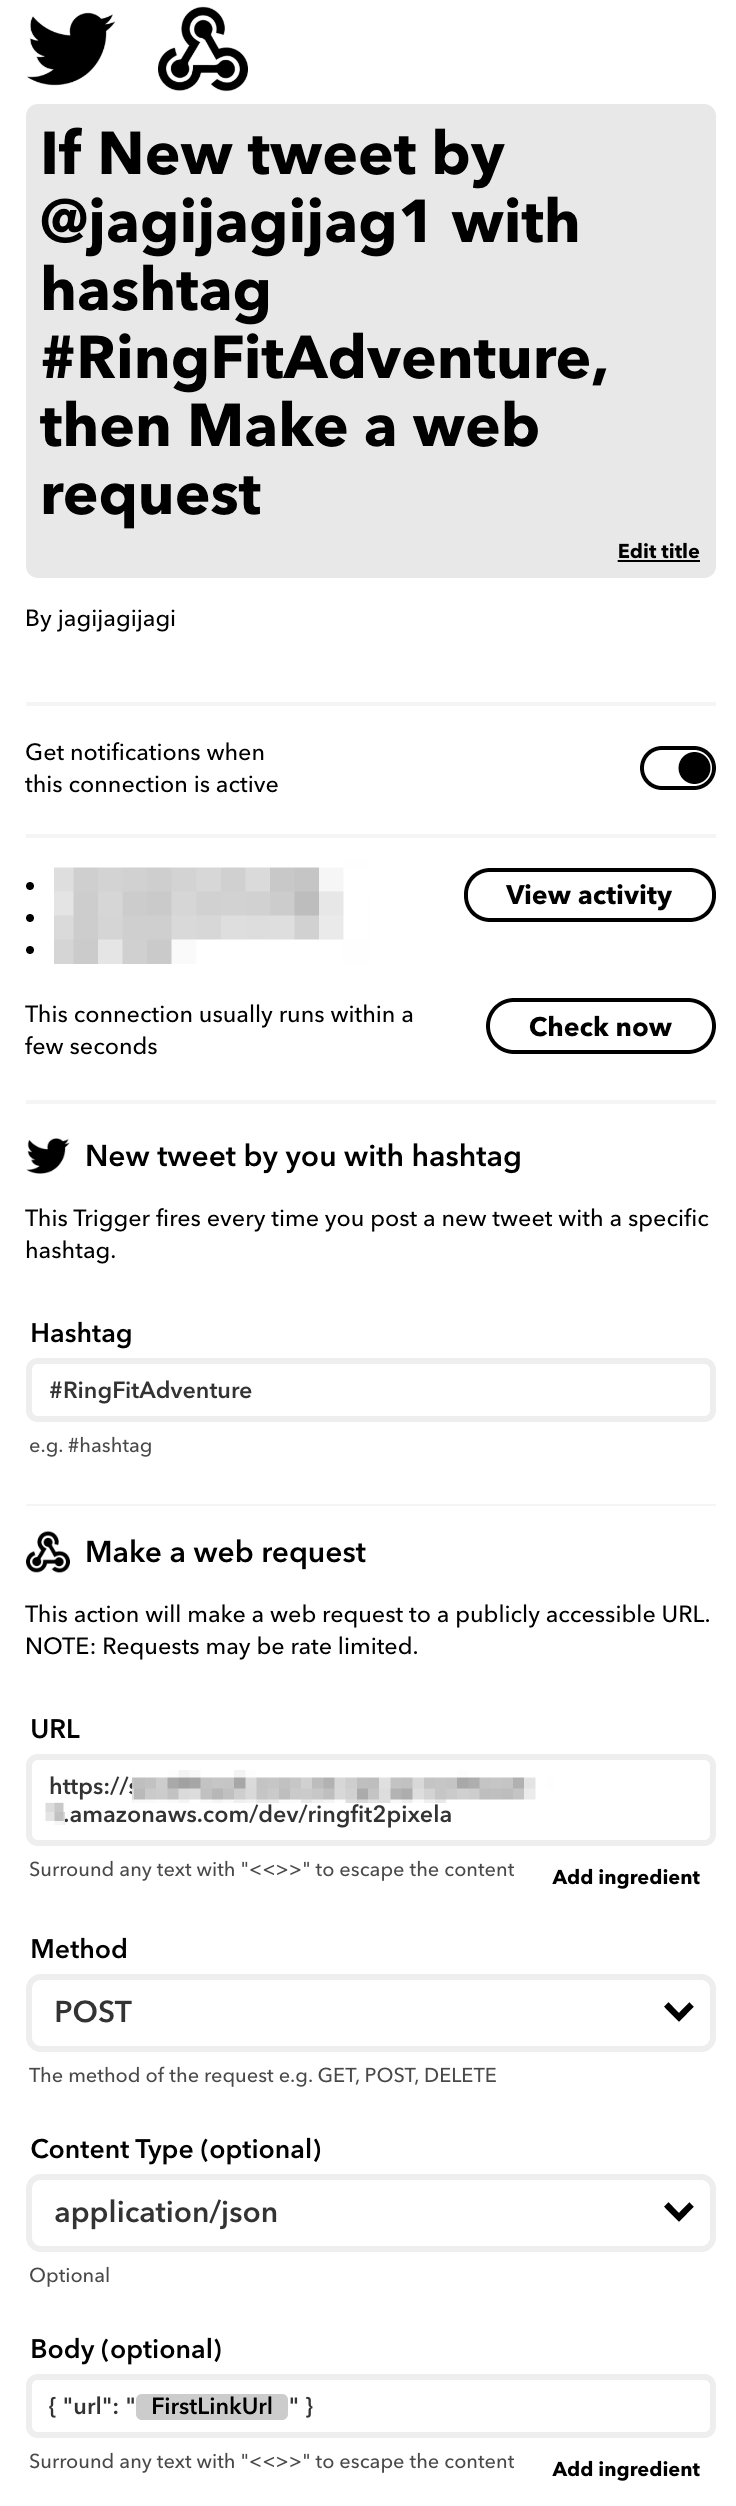 If New tweet by
@jagijagijag1 with
hashtag
#RingFitAdventure,
then Make a web
request
Edit title
By jagijagijagi
Get notifications when
this connection is active
View activity
This connection usually runs within a
few seconds
Check now
New tweet by you with hashtag
This Trigger fires every time you post a new tweet with a specific
hashtag.
Hashtag
#RingFitAdventure
e.g. #hashtag
Make a web request
This action will make a web request to a publicly accessible URL.
NOTE: Requests may be rate limited.
URL
https://
.amazonaws.com/dev/ringfit2pixela
Surround any text with "<<>>" to escape the content
Add ingredient
Method
POST
The method of the request e.g. GET, POST, DELETE
Content Type (optional)
application/json
Optional
Body (optional)
{ "url": " FirstLinkUrl " }
Surround any text with "<<>>" to escape the content
Add ingredient